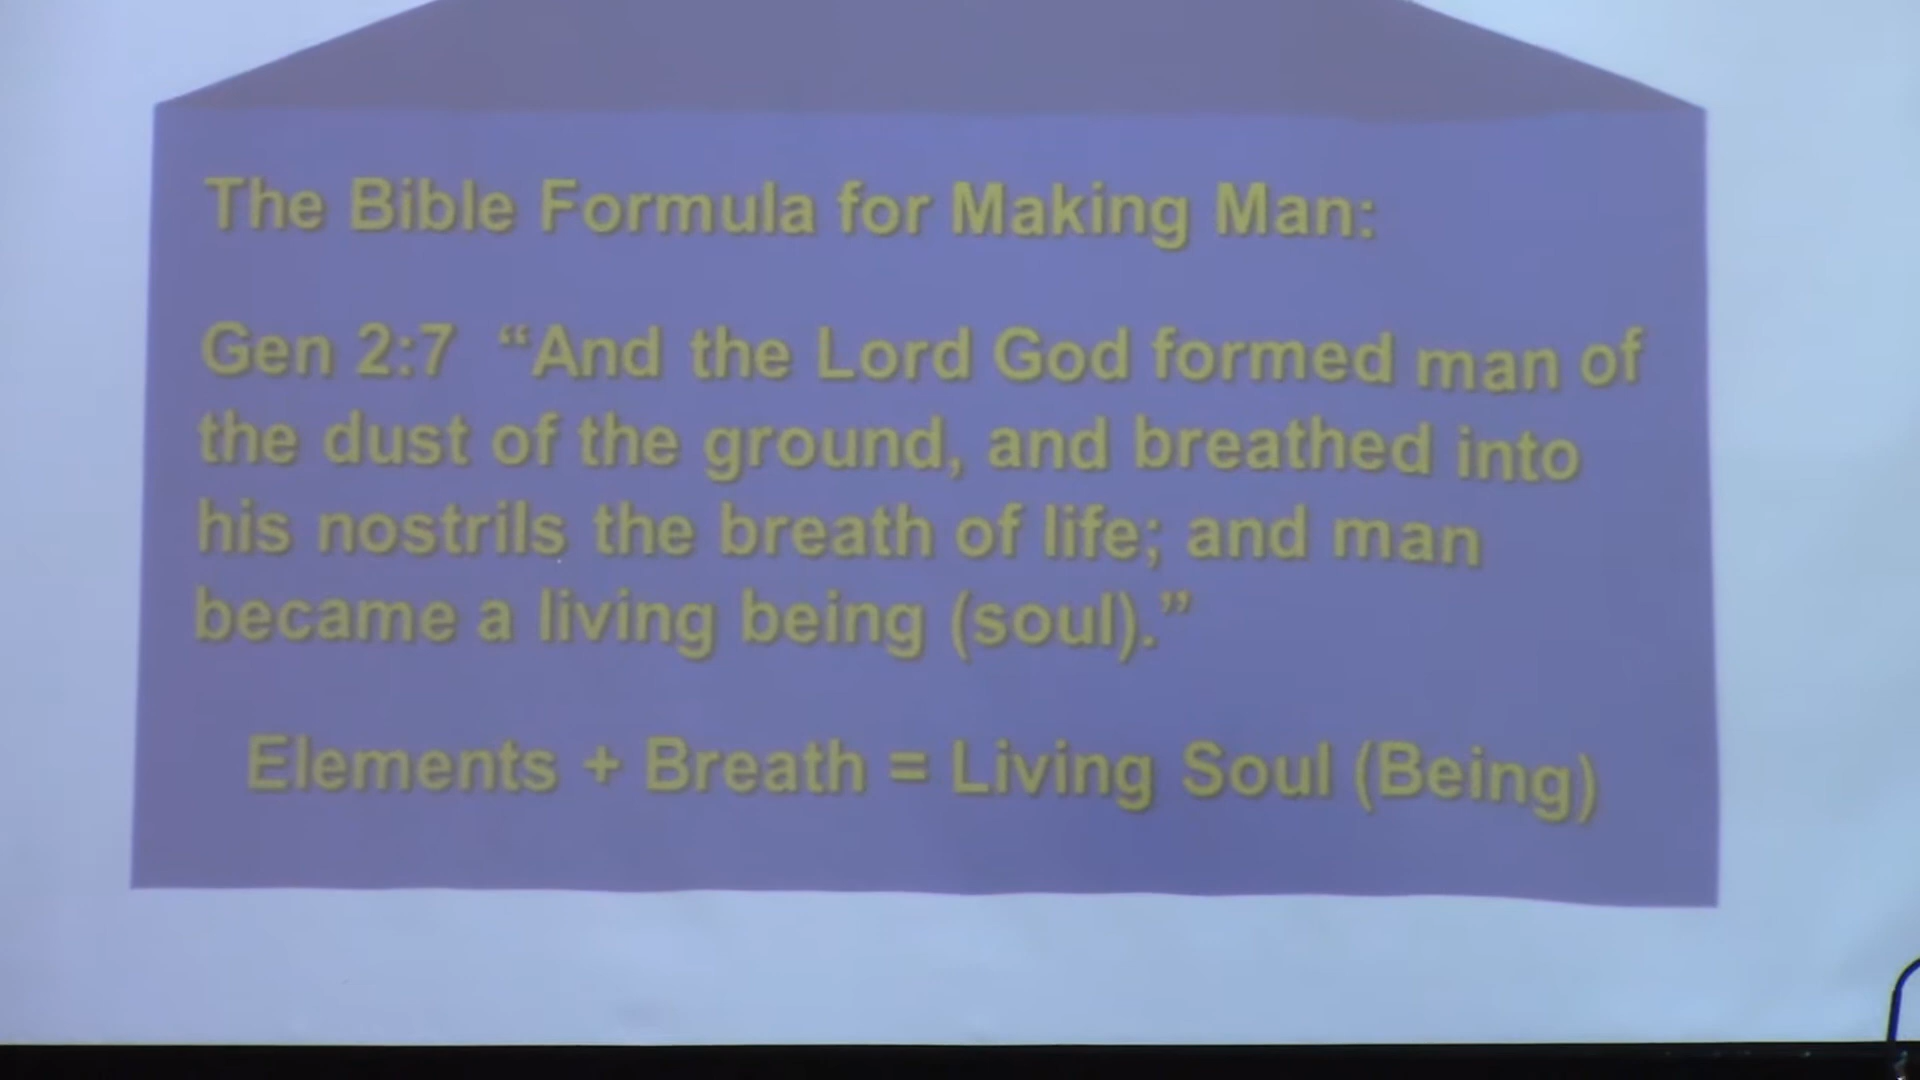 The Bible Formula for Making Man:
Gen 2:7 “And the Lord God formed man of
the dust of the ground, and breathed into
his nostrils the breath of life; and man
became a living being (soul).”
Elements + Breath = Living Soul (Being)